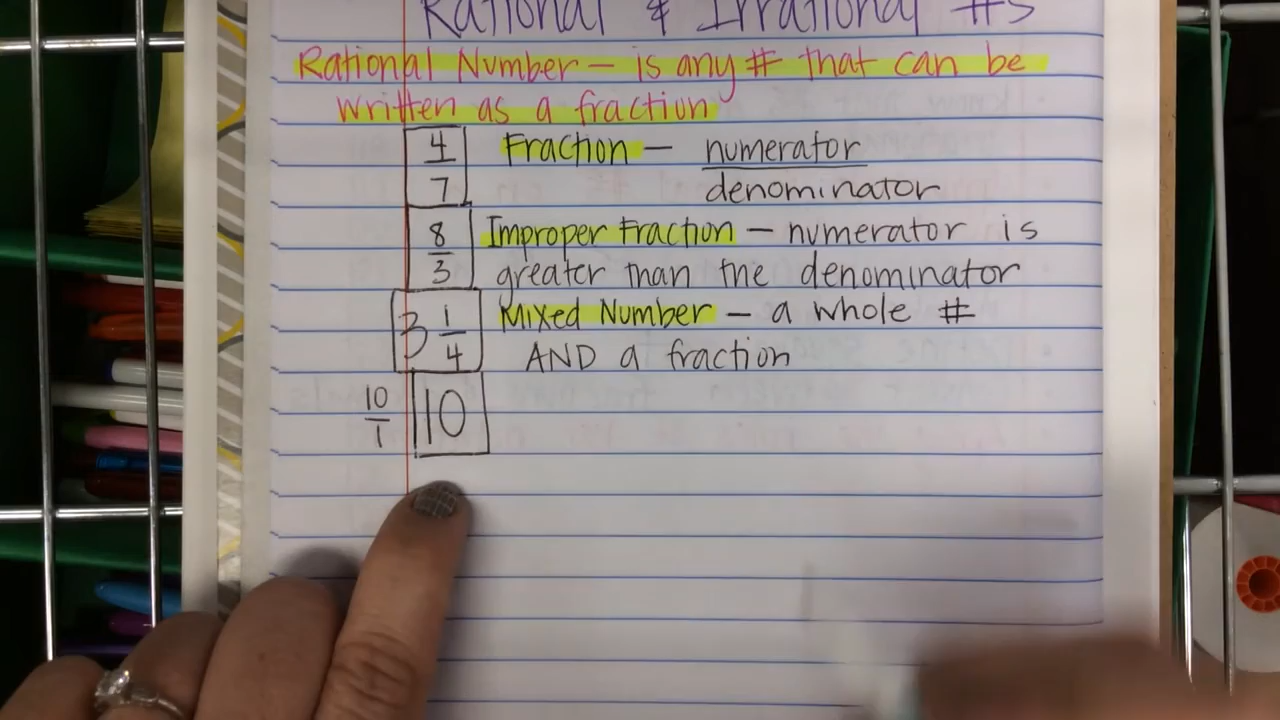 Rational & Irrational #s
Rational Number — is any # that can be
written as a fraction
4/7 Fraction — numerator
denominator
8/3 Improper Fraction — numerator is
greater than the denominator
3 1/4 Mixed Number — a whole #
AND a fraction
10/1 10